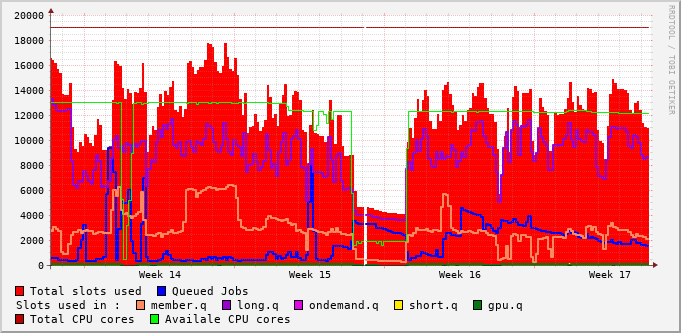 20000
18000
16000
14000
12000
10000
8000
6000
4000
2000
0
Week 14 Week 15 Week 16 Week 17
RRDTOOL / TOBI OETIKER
Total slots used Queued Jobs
Slots used in : member.q long.q ondemand.q short.q gpu.q
Total CPU cores Availale CPU cores